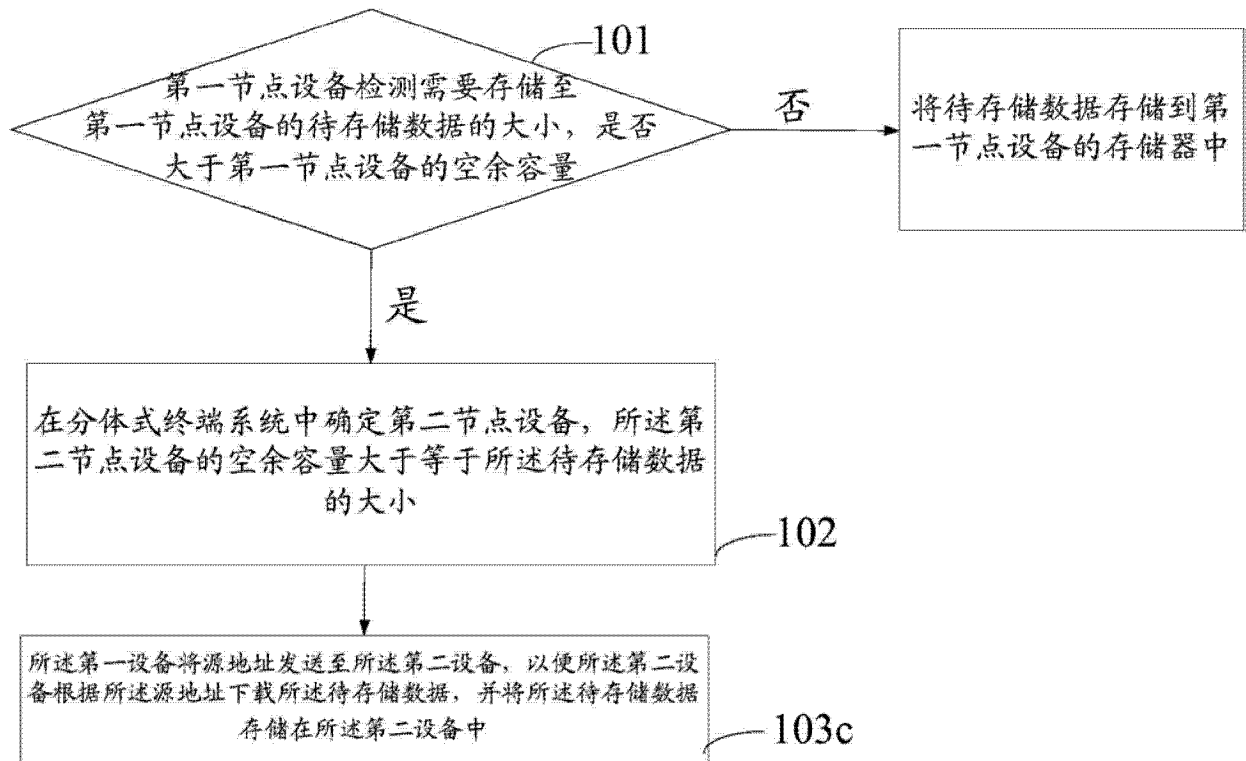 101
第一节点设备检测需要存储至
第一节点设备的待存储数据的大小，是否
大于第一节点设备的空余容量
否
将待存储数据存储到第
一节点设备的存储器中
是
在分体式终端系统中确定第二节点设备，所述第
二节点设备的空余容量大于等于所述待存储数据
的大小
102
所述第一设备将源地址发送至所述第二设备，以便所述第二设
备根据所述源地址下载所述待存储数据，并将所述待存储数据
存储在所述第二设备中
103c